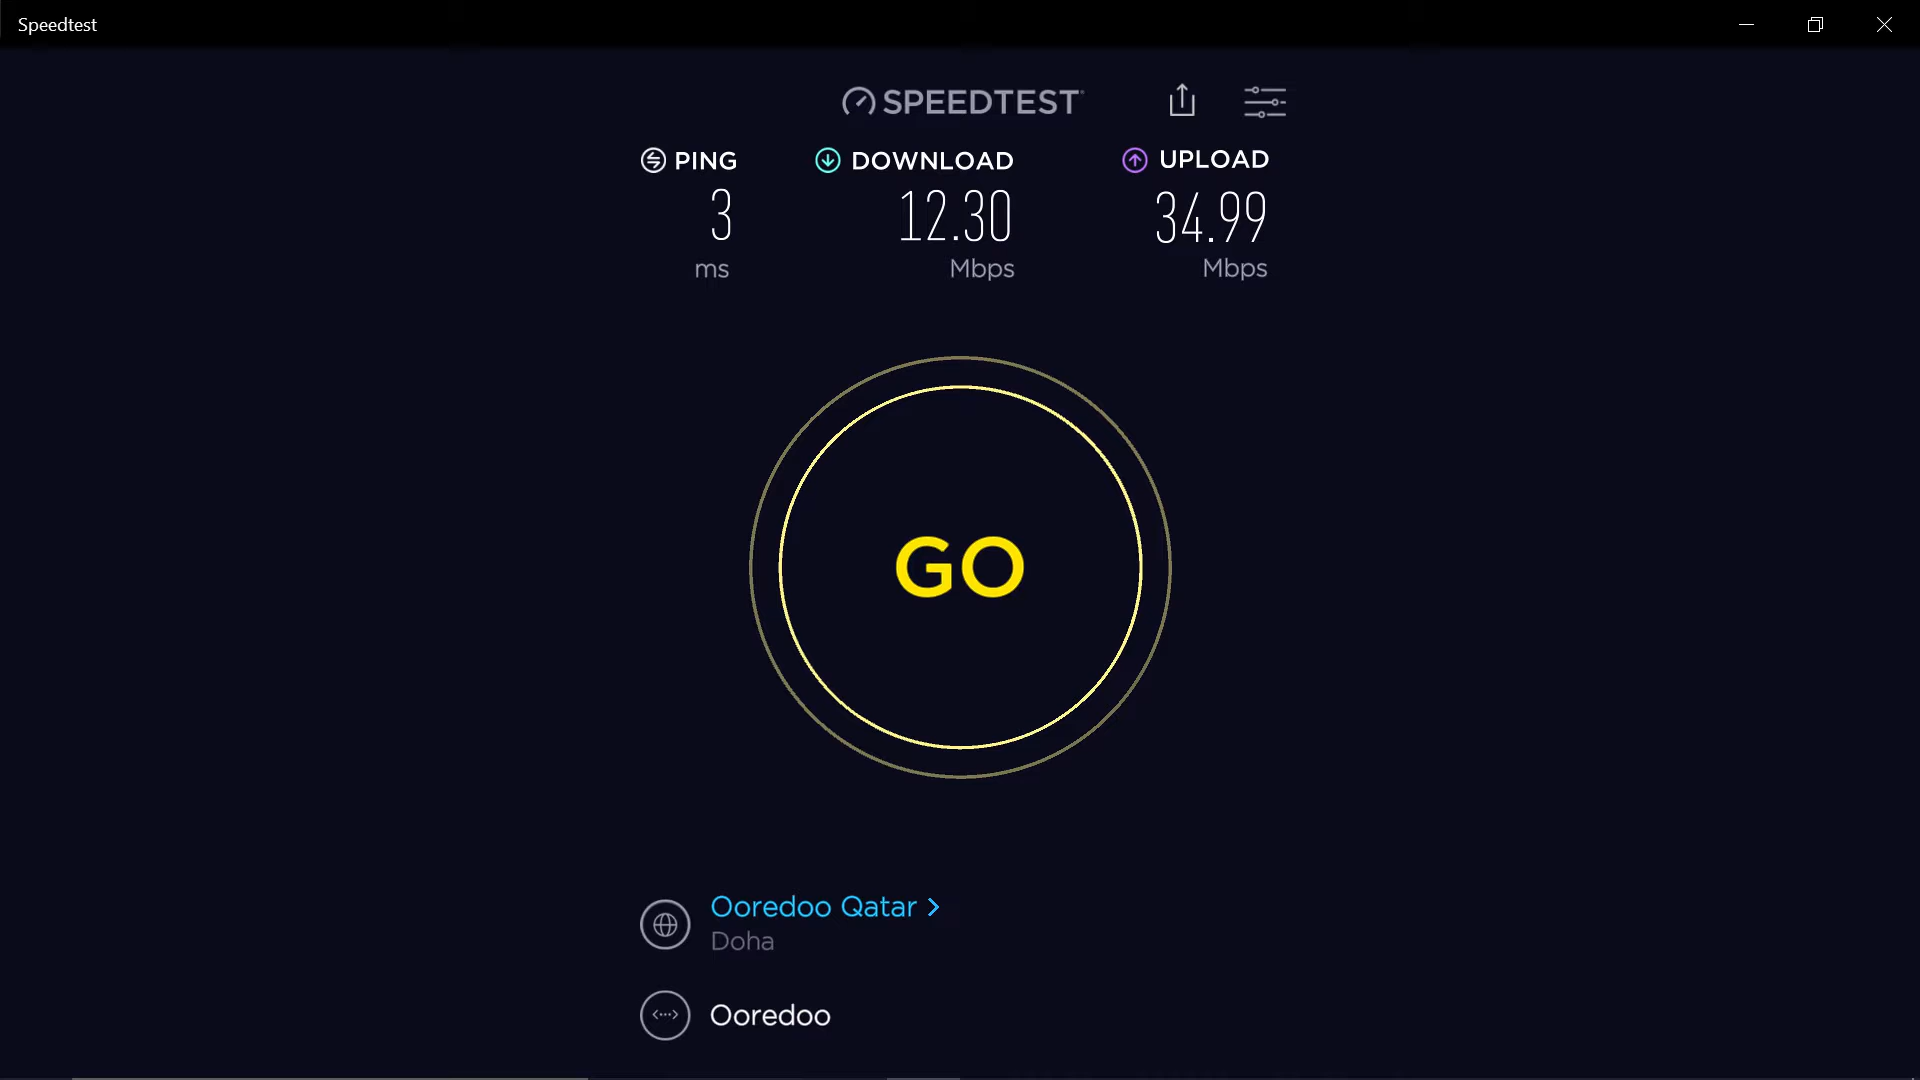 Speedtest
SPEEDTEST
PING
3
ms
DOWNLOAD
12.30
Mbps
UPLOAD
34.99
Mbps
GO
Ooredoo Qatar
Doha
Ooredoo